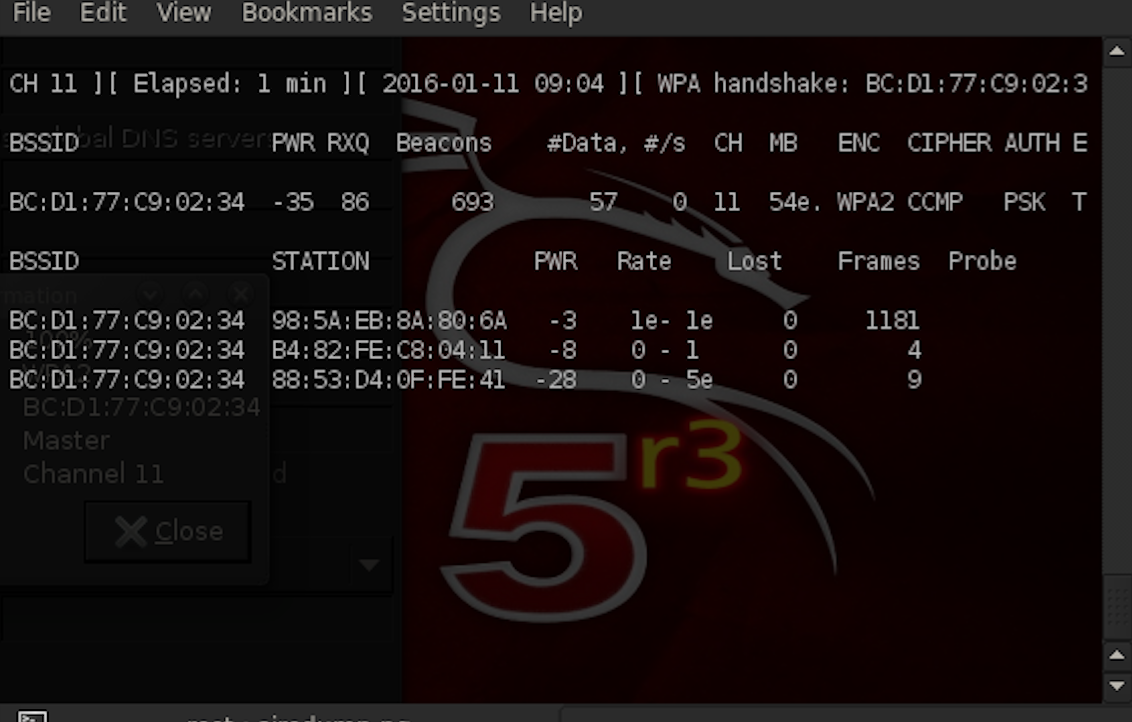 File Edit View Bookmarks Settings Help
CH 11 ][ Elapsed: 1 min ][ 2016-01-11 09:04 ][ WPA handshake: BC:D1:77:C9:02:3
BSSID PWR RXQ Beacons #Data, #/s CH MB ENC CIPHER AUTH E
bal DNS servers
BC:D1:77:C9:02:34 -35 86 693 57 0 11 54e. WPA2 CCMP PSK T
BSSID STATION PWR Rate Lost Frames Probe
mation
BC:D1:77:C9:02:34 98:5A:EB:8A:80:6A -3 1e- 1e 0 1181
BC:D1:77:C9:02:34 B4:82:FE:C8:04:11 -8 0 - 1 0 4
BC:D1:77:C9:02:34 88:53:D4:0F:FE:41 -28 0 - 5e 0 9
BC:D1:77:C9:02:34
Master
Channel 11 d
5 r3
Close